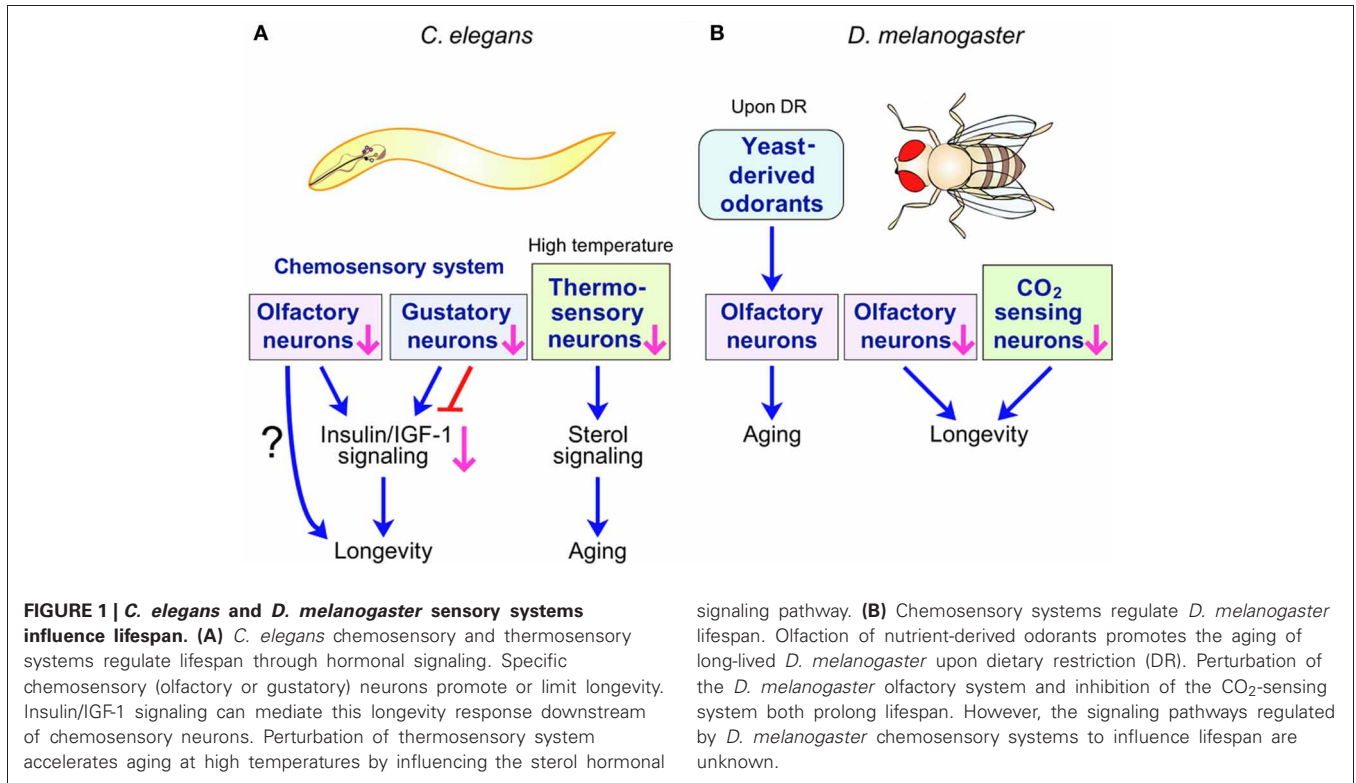 A
C. elegans
Chemosensory system
High temperature
Olfactory
neurons
Gustatory
neurons
Thermo-
sensory
neurons
?
Insulin/IGF-1
signaling
Sterol
signaling
Longevity
Aging
B
D. melanogaster
Upon DR
Yeast-
derived
odorants
Olfactory
neurons
Olfactory
neurons
CO₂
sensing
neurons
Aging
Longevity
FIGURE 1 | C. elegans and D. melanogaster sensory systems
influence lifespan. (A) C. elegans chemosensory and thermosensory
systems regulate lifespan through hormonal signaling. Specific
chemosensory (olfactory or gustatory) neurons promote or limit longevity.
Insulin/IGF-1 signaling can mediate this longevity response downstream
of chemosensory neurons. Perturbation of thermosensory system
accelerates aging at high temperatures by influencing the sterol hormonal
signaling pathway. (B) Chemosensory systems regulate D. melanogaster
lifespan. Olfaction of nutrient-derived odorants promotes the aging of
long-lived D. melanogaster upon dietary restriction (DR). Perturbation of
the D. melanogaster olfactory system and inhibition of the CO₂-sensing
system both prolong lifespan. However, the signaling pathways regulated
by D. melanogaster chemosensory systems to influence lifespan are
unknown.